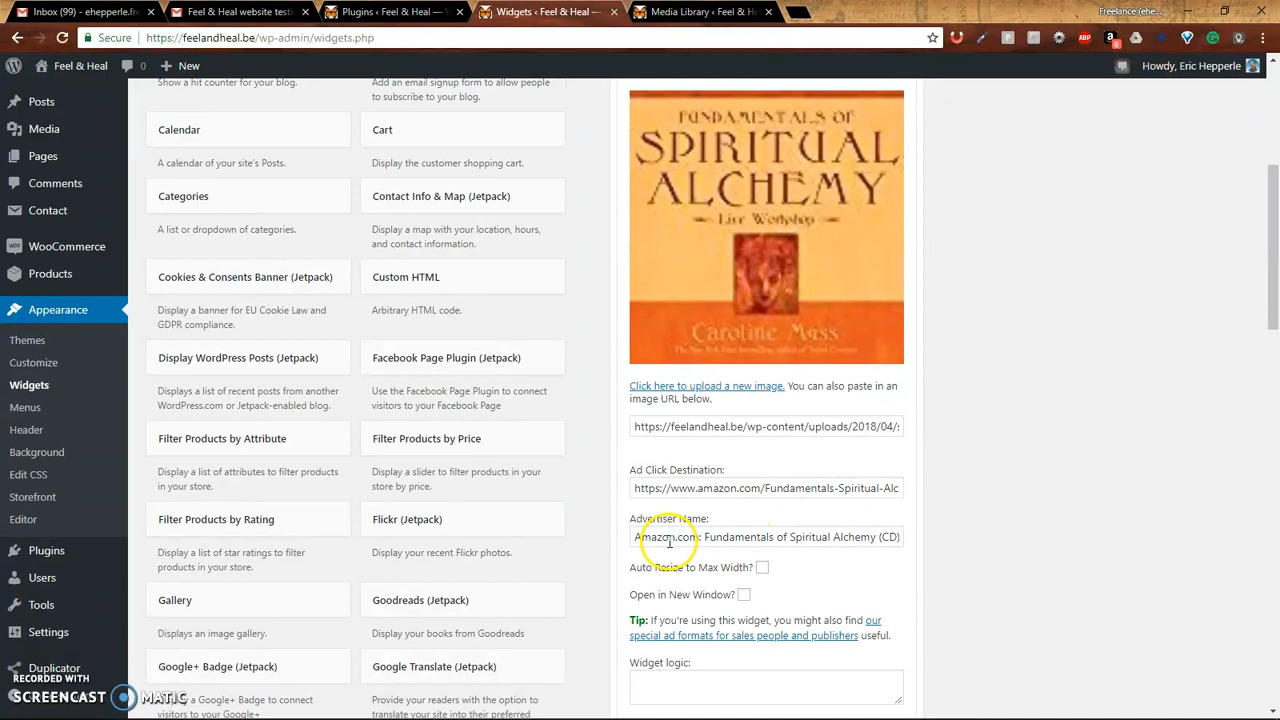 Inbox (99) - ehepperle.fre
Feel & Heal website testi
Plugins ‹ Feel & Heal —
Widgets ‹ Feel & Heal —
Media Library ‹ Feel & H
Freelance (ehe...
Secure
https://feelandheal.be/wp-admin/widgets.php
Feel & Heal
0
New
Howdy, Eric Hepperle
Posts
Media
Pages
Comments
Contact
WooCommerce
Products
Appearance
Themes
Customize
Widgets
Menus
Header
Background
Edit CSS
Storefront
Editor
Plugins
Users
Tools
Settings
Duplicator
Show a hit counter for your blog.
Add an email signup form to allow people
to subscribe to your blog.
Calendar
Cart
A calendar of your site's Posts.
Display the customer shopping cart.
Categories
Contact Info & Map (Jetpack)
A list or dropdown of categories.
Display a map with your location, hours,
and contact information.
Cookies & Consents Banner (Jetpack)
Custom HTML
Display a banner for EU Cookie Law and
GDPR compliance.
Arbitrary HTML code.
Display WordPress Posts (Jetpack)
Facebook Page Plugin (Jetpack)
Displays a list of recent posts from another
WordPress.com or Jetpack-enabled blog.
Use the Facebook Page Plugin to connect
visitors to your Facebook Page
Filter Products by Attribute
Filter Products by Price
Display a list of attributes to filter products
in your store.
Display a slider to filter products in your
store by price.
Filter Products by Rating
Flickr (Jetpack)
Display a list of star ratings to filter
products in your store.
Display your recent Flickr photos.
Gallery
Goodreads (Jetpack)
Displays an image gallery.
Display your books from Goodreads
Google+ Badge (Jetpack)
Google Translate (Jetpack)
a Google+ Badge to connect
visitors to your Google+
Provide your readers with the option to
translate your site into their preferred
FUNDAMENTALS OF
SPIRITUAL
ALCHEMY
Live Workshop
Caroline Myss
Click here to upload a new image. You can also paste in an
image URL below.
https://feelandheal.be/wp-content/uploads/2018/04/s
Ad Click Destination:
https://www.amazon.com/Fundamentals-Spiritual-Alc
Advertiser Name:
Amazon.com: Fundamentals of Spiritual Alchemy (CD)
Auto Resize to Max Width?
Open in New Window?
Tip: If you're using this widget, you might also find our
special ad formats for sales people and publishers useful.
Widget logic:
RECORDED WITH
SCREENCAST MATIC